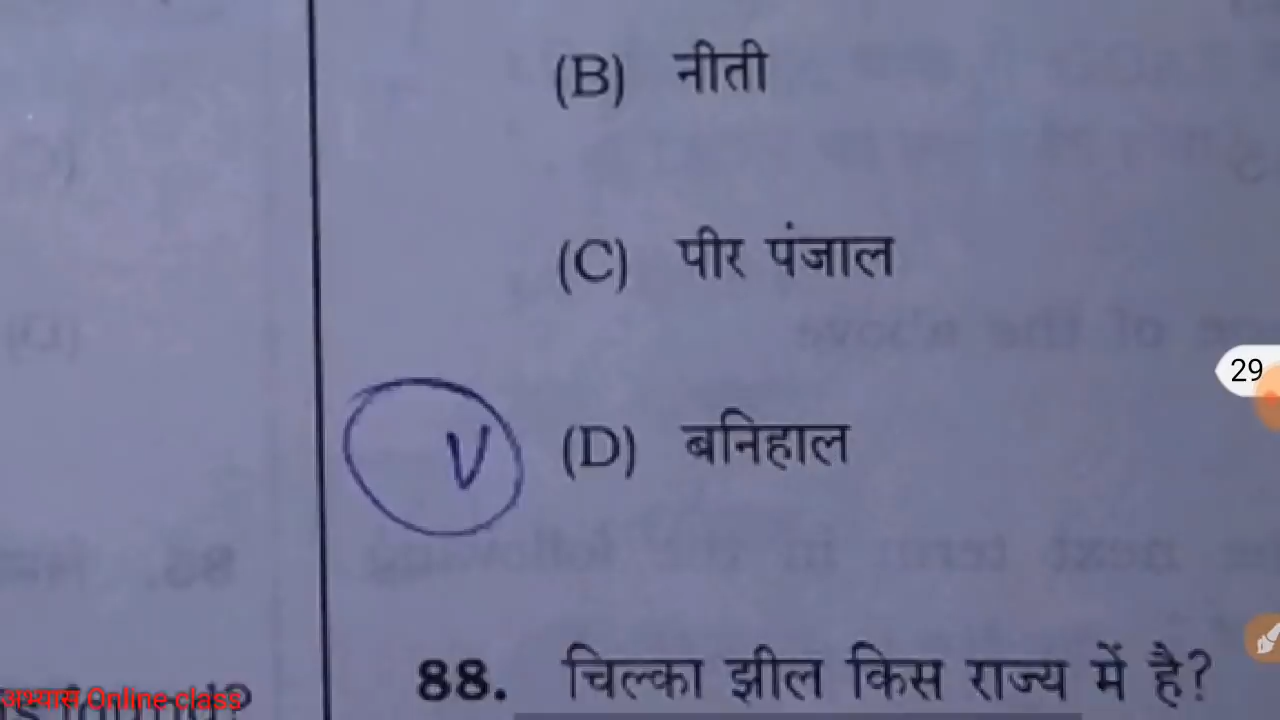 (B) नीती
(C) पीर पंजाल
29
V (D) बनिहाल
88. चिल्का झील किस राज्य में है?
अभ्यास Online class